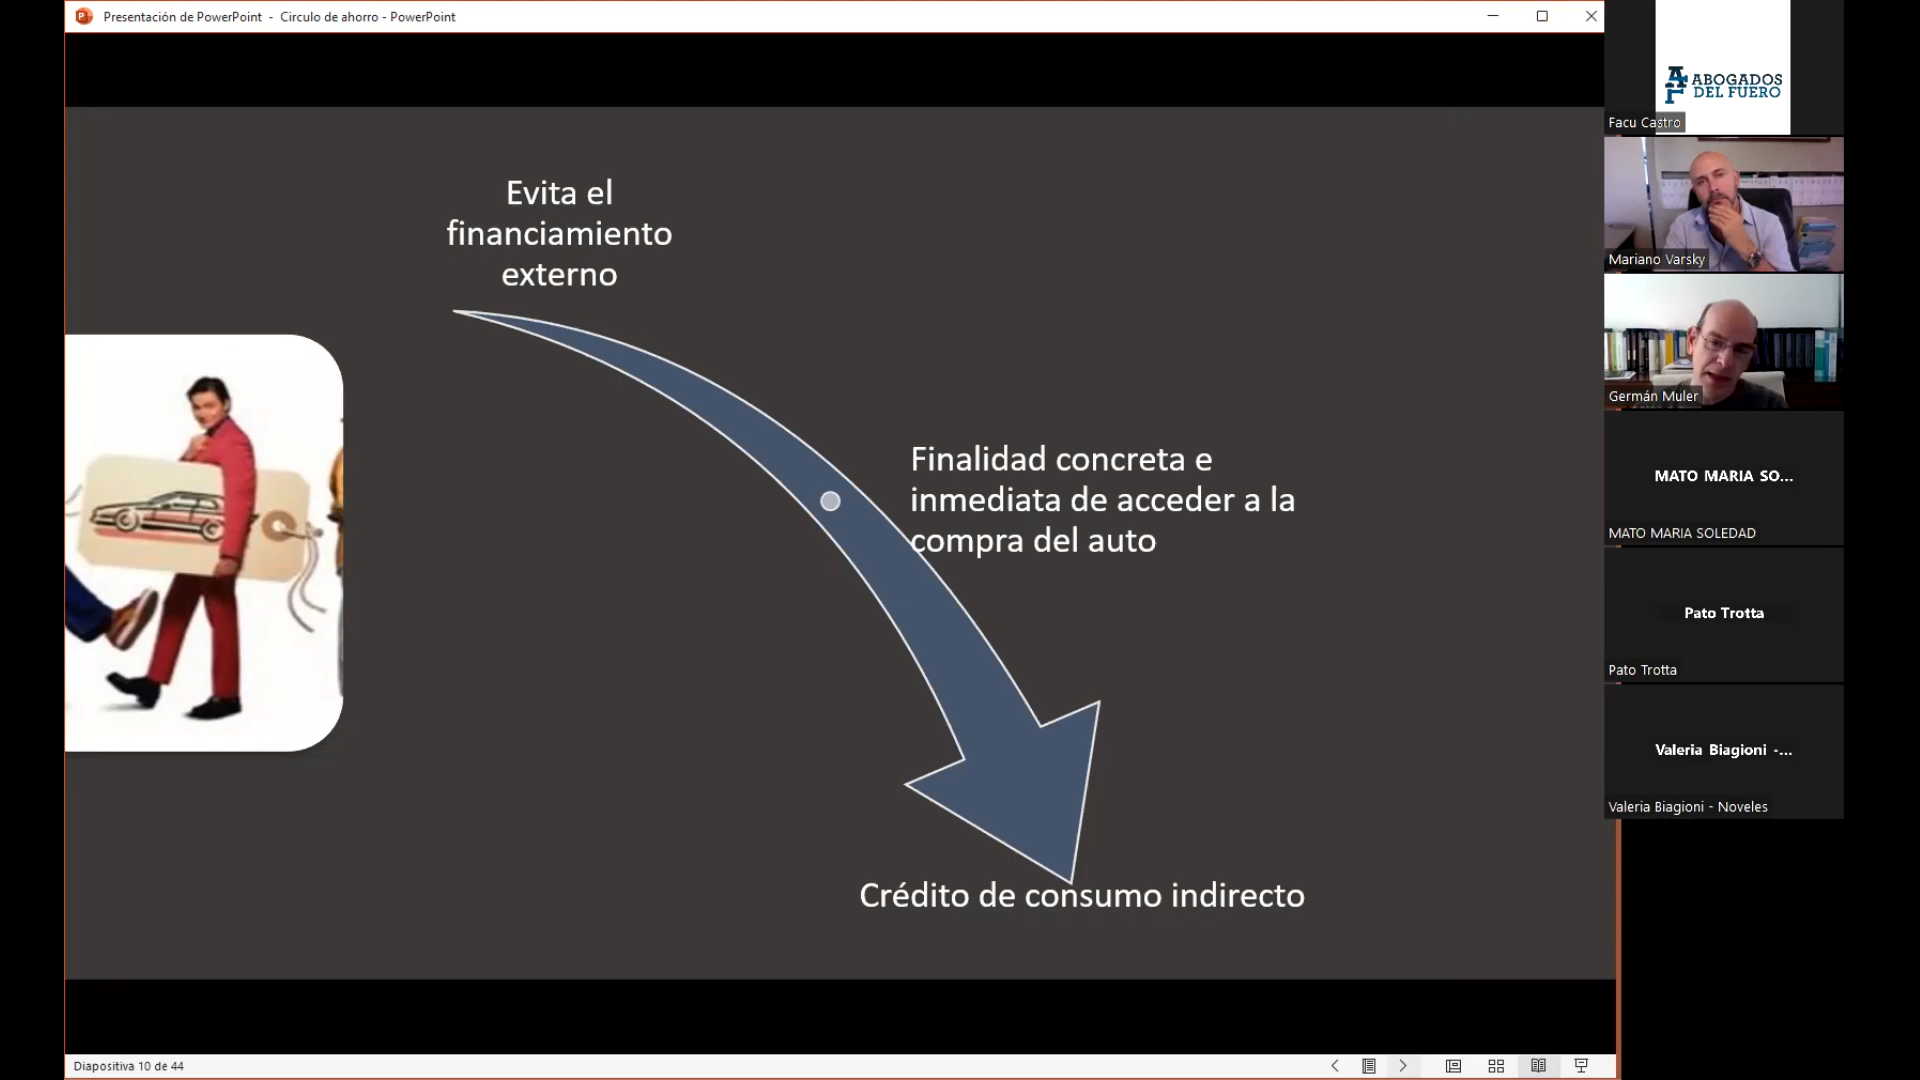 Presentación de PowerPoint - Circulo de ahorro - PowerPoint
Evita el
financiamiento
externo
Finalidad concreta e
inmediata de acceder a la
compra del auto
Crédito de consumo indirecto
Diapositiva 10 de 44
ABOGADOS
DEL FUERO
Facu Castro
Mariano Varsky
Germán Muler
MATO MARIA SO...
MATO MARIA SOLEDAD
Pato Trotta
Pato Trotta
Valeria Biagioni -...
Valeria Biagioni - Noveles